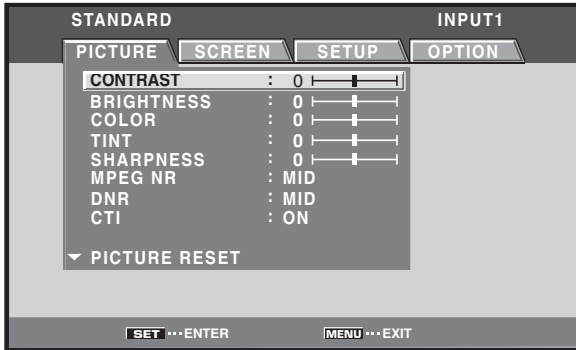 STANDARD INPUT1
PICTURE SCREEN SETUP OPTION
CONTRAST : 0
BRIGHTNESS : 0
COLOR : 0
TINT : 0
SHARPNESS : 0
MPEG NR : MID
DNR : MID
CTI : ON
PICTURE RESET
SET ··· ENTER MENU ··· EXIT